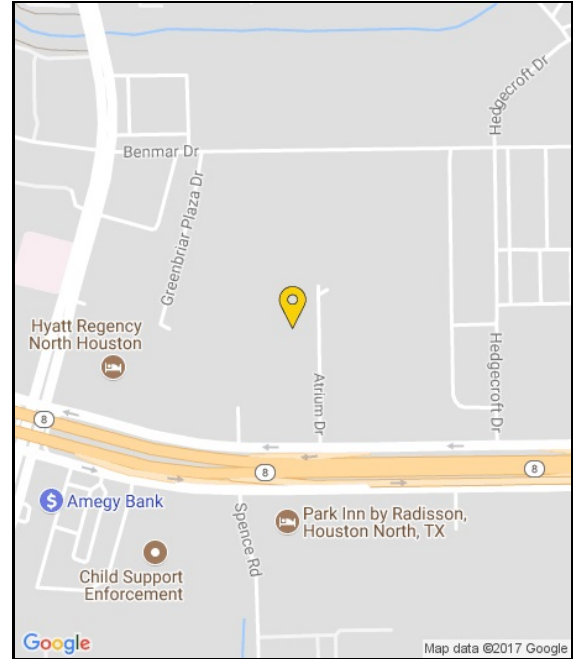 Hedgecroft Dr
Benmar Dr
Greenbriar Plaza Dr
Hyatt Regency
North Houston
Atrium Dr
Hedgecroft Dr
8
8
8
Amegy Bank
Park Inn by Radisson,
Houston North, TX
Spence Rd
Child Support
Enforcement
Google
Map data ©2017 Google